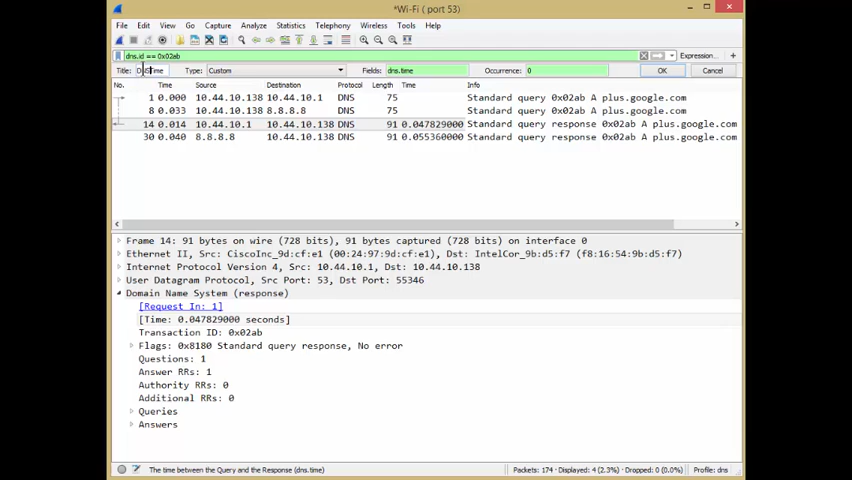 *Wi-Fi ( port 53)
File Edit View Go Capture Analyze Statistics Telephony Wireless Tools Help
dns.id == 0x02ab Expression... +
Title: DNSTime Type: Custom Fields: dns.time Occurrence: 0 OK Cancel
No. Time Source Destination Protocol Length Time Info
1 0.000 10.44.10.138 10.44.10.1 DNS 75 Standard query 0x02ab A plus.google.com
8 0.033 10.44.10.138 8.8.8.8 DNS 75 Standard query 0x02ab A plus.google.com
14 0.014 10.44.10.1 10.44.10.138 DNS 91 0.047829000 Standard query response 0x02ab A plus.google.com
30 0.040 8.8.8.8 10.44.10.138 DNS 91 0.055360000 Standard query response 0x02ab A plus.google.com
Frame 14: 91 bytes on wire (728 bits), 91 bytes captured (728 bits) on interface 0
Ethernet II, Src: CiscoInc_9d:cf:e1 (00:24:97:9d:cf:e1), Dst: IntelCor_9b:d5:f7 (f8:16:54:9b:d5:f7)
Internet Protocol Version 4, Src: 10.44.10.1, Dst: 10.44.10.138
User Datagram Protocol, Src Port: 53, Dst Port: 55346
Domain Name System (response)
[Request In: 1]
[Time: 0.047829000 seconds]
Transaction ID: 0x02ab
Flags: 0x8180 Standard query response, No error
Questions: 1
Answer RRs: 1
Authority RRs: 0
Additional RRs: 0
Queries
Answers
The time between the Query and the Response (dns.time) Packets: 174 · Displayed: 4 (2.3%) · Dropped: 0 (0.0%) Profile: dns